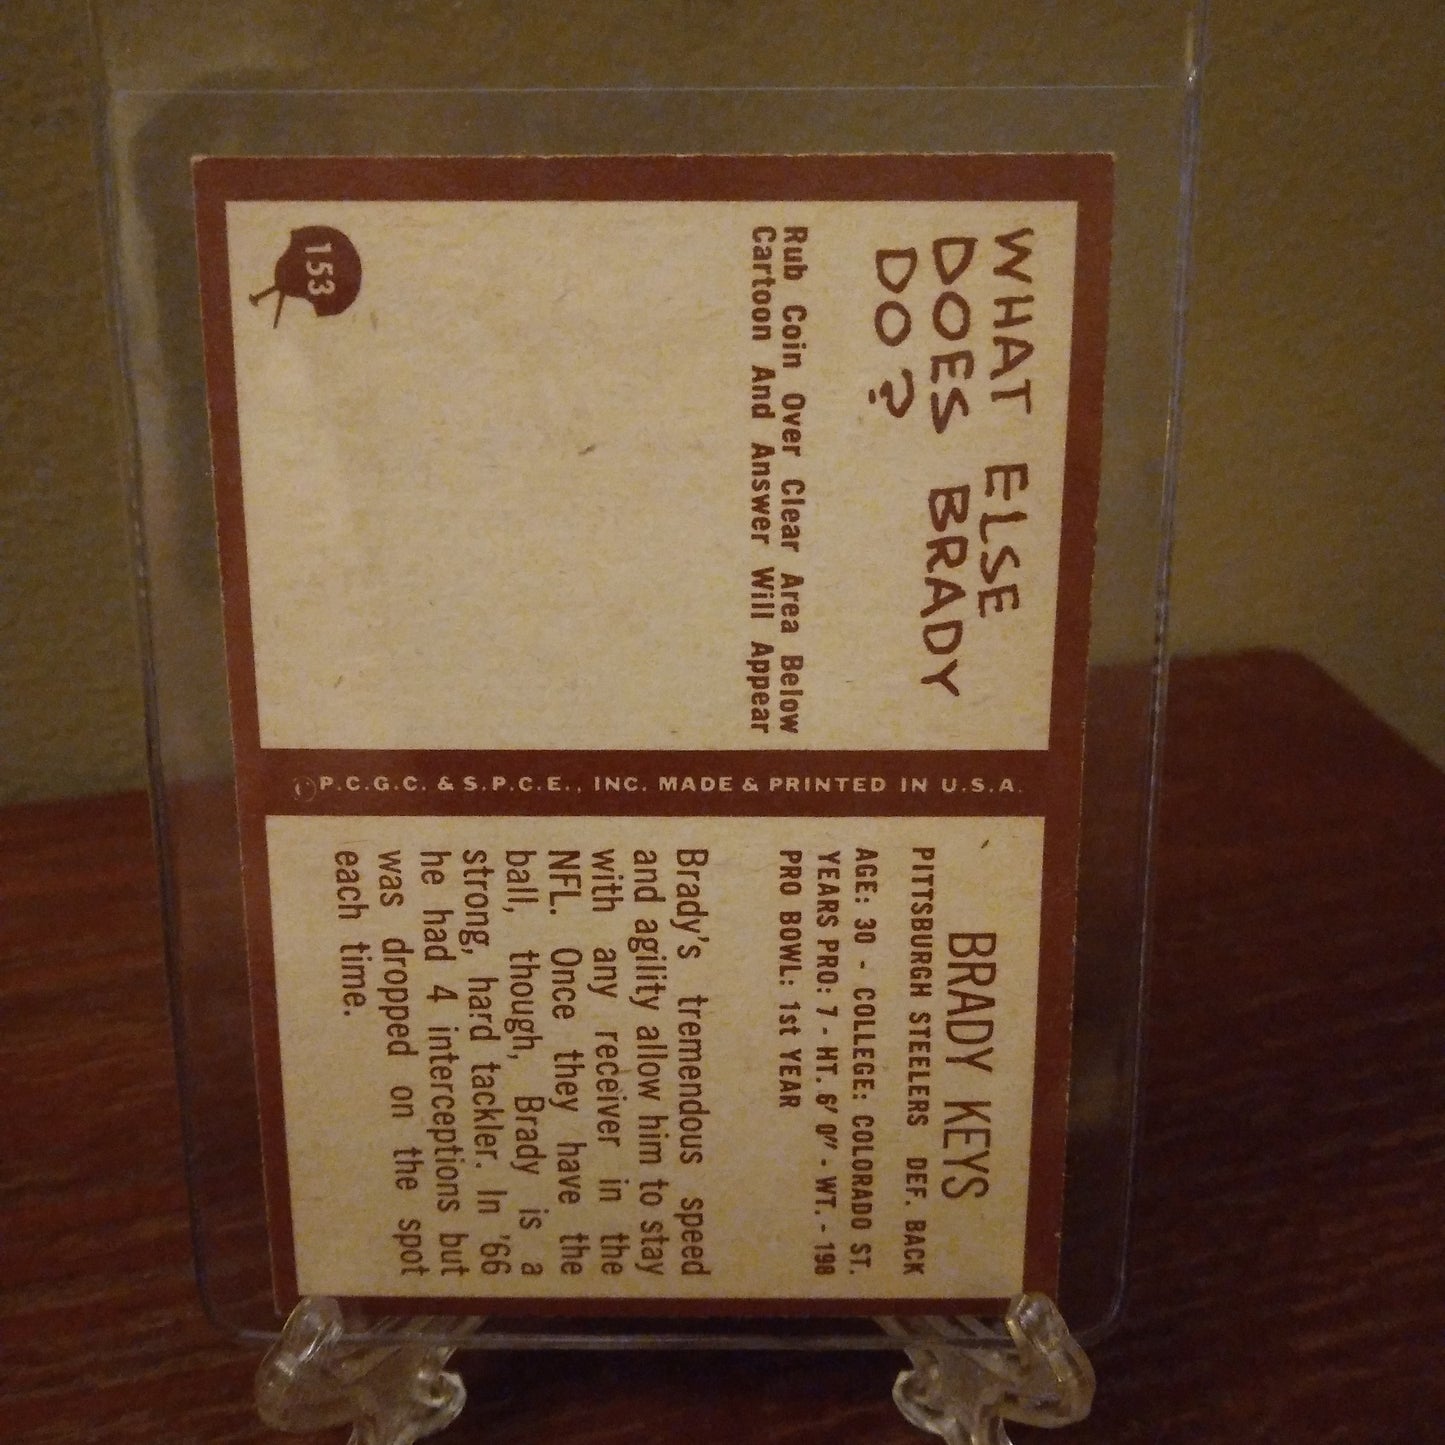 WHAT ELSE
DOES BRADY
DO?
Rub Coin Over Clear Area Below
Cartoon And Answer Will Appear
153
© P.C.G.C. & S.P.C.E., INC. MADE & PRINTED IN U.S.A.
BRADY KEYS
PITTSBURGH STEELERS DEF. BACK
AGE: 30 - COLLEGE: COLORADO ST.
YEARS PRO: 7 - HT. 6' 0" - WT. - 198
PRO BOWL: 1st YEAR
Brady's tremendous speed
and agility allow him to stay
with any receiver in the
NFL. Once they have the
ball, though, Brady is a
strong, hard tackler. In '66
he had 4 interceptions but
was dropped on the spot
each time.